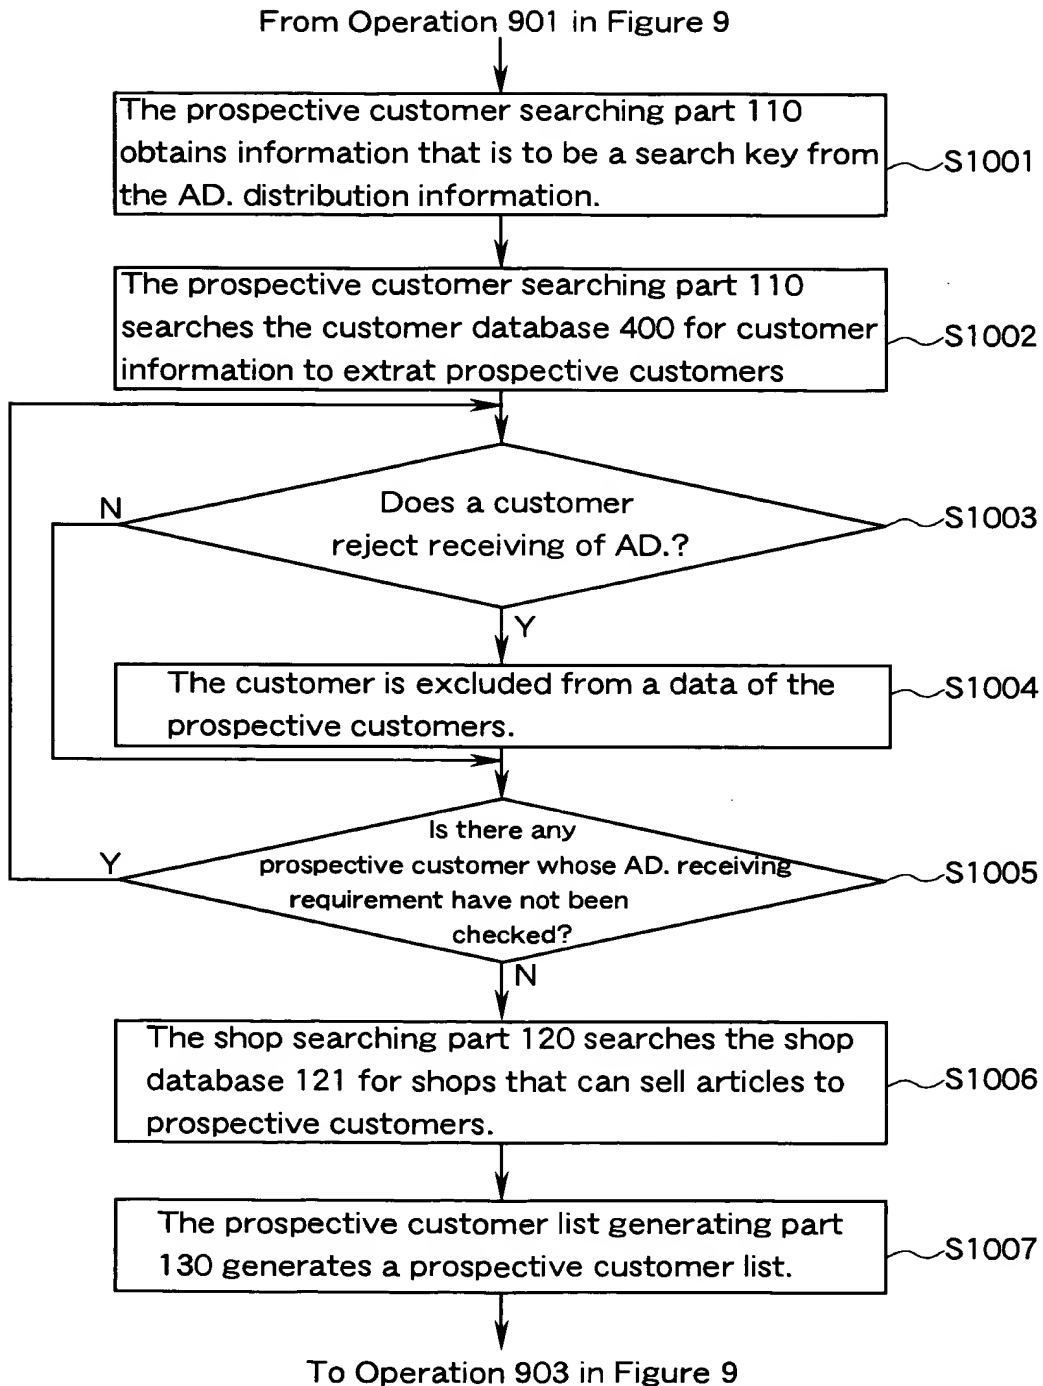 From Operation 901 in Figure 9
The prospective customer searching part 110
obtains information that is to be a search key from
the AD. distribution information.
S1001
The prospective customer searching part 110
searches the customer database 400 for customer
information to extrat prospective customers
S1002
N
Does a customer
reject receiving of AD.?
S1003
Y
The customer is excluded from a data of the
prospective customers.
S1004
Y
Is there any
prospective customer whose AD. receiving
requirement have not been
checked?
S1005
N
The shop searching part 120 searches the shop
database 121 for shops that can sell articles to
prospective customers.
S1006
The prospective customer list generating part
130 generates a prospective customer list.
S1007
To Operation 903 in Figure 9